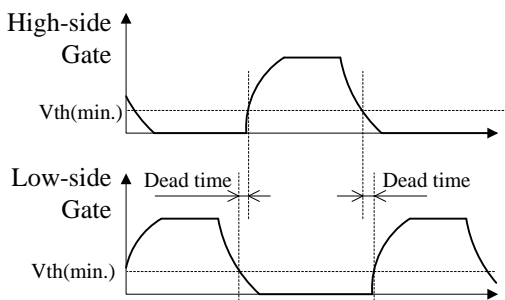 High-side
Gate
Vth(min.)
Low-side
Gate
Dead time
Dead time
Vth(min.)